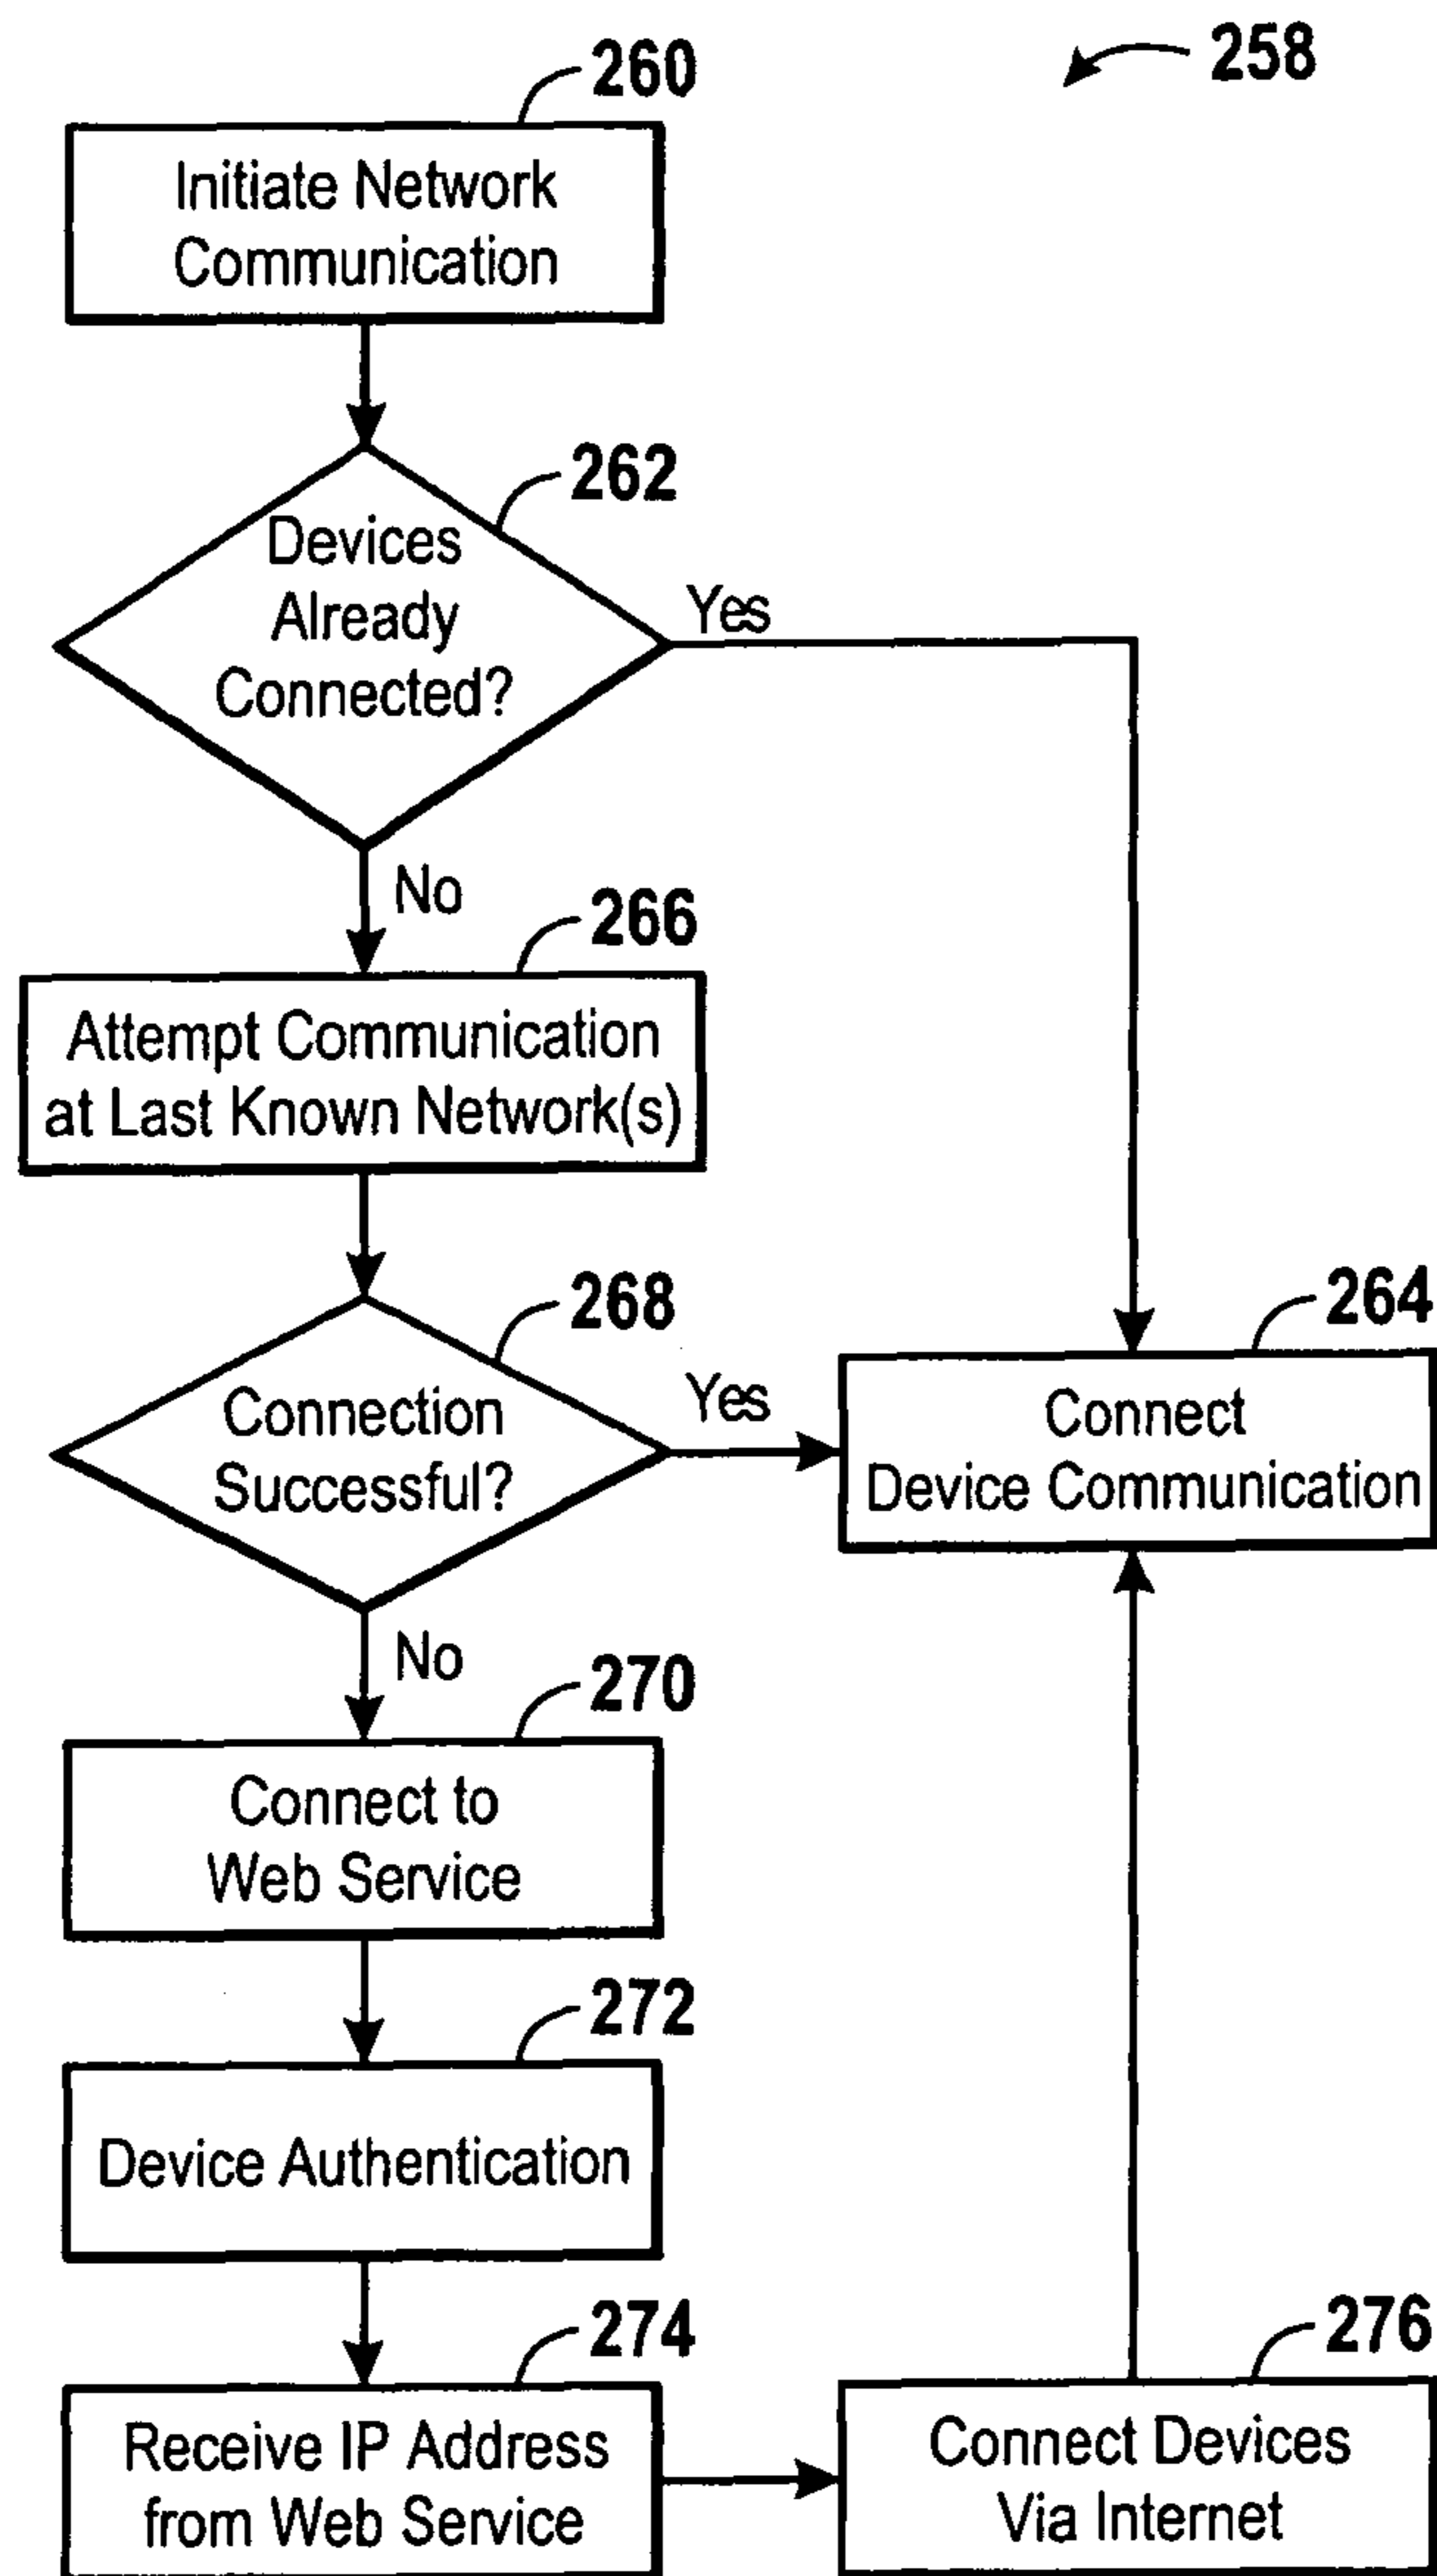 258
260
Initiate Network
Communication
262
Devices
Already
Connected?
Yes
No
266
Attempt Communication
at Last Known Network(s)
268
Connection
Successful?
Yes
264
Connect
Device Communication
No
270
Connect to
Web Service
272
Device Authentication
274
Receive IP Address
from Web Service
276
Connect Devices
Via Internet